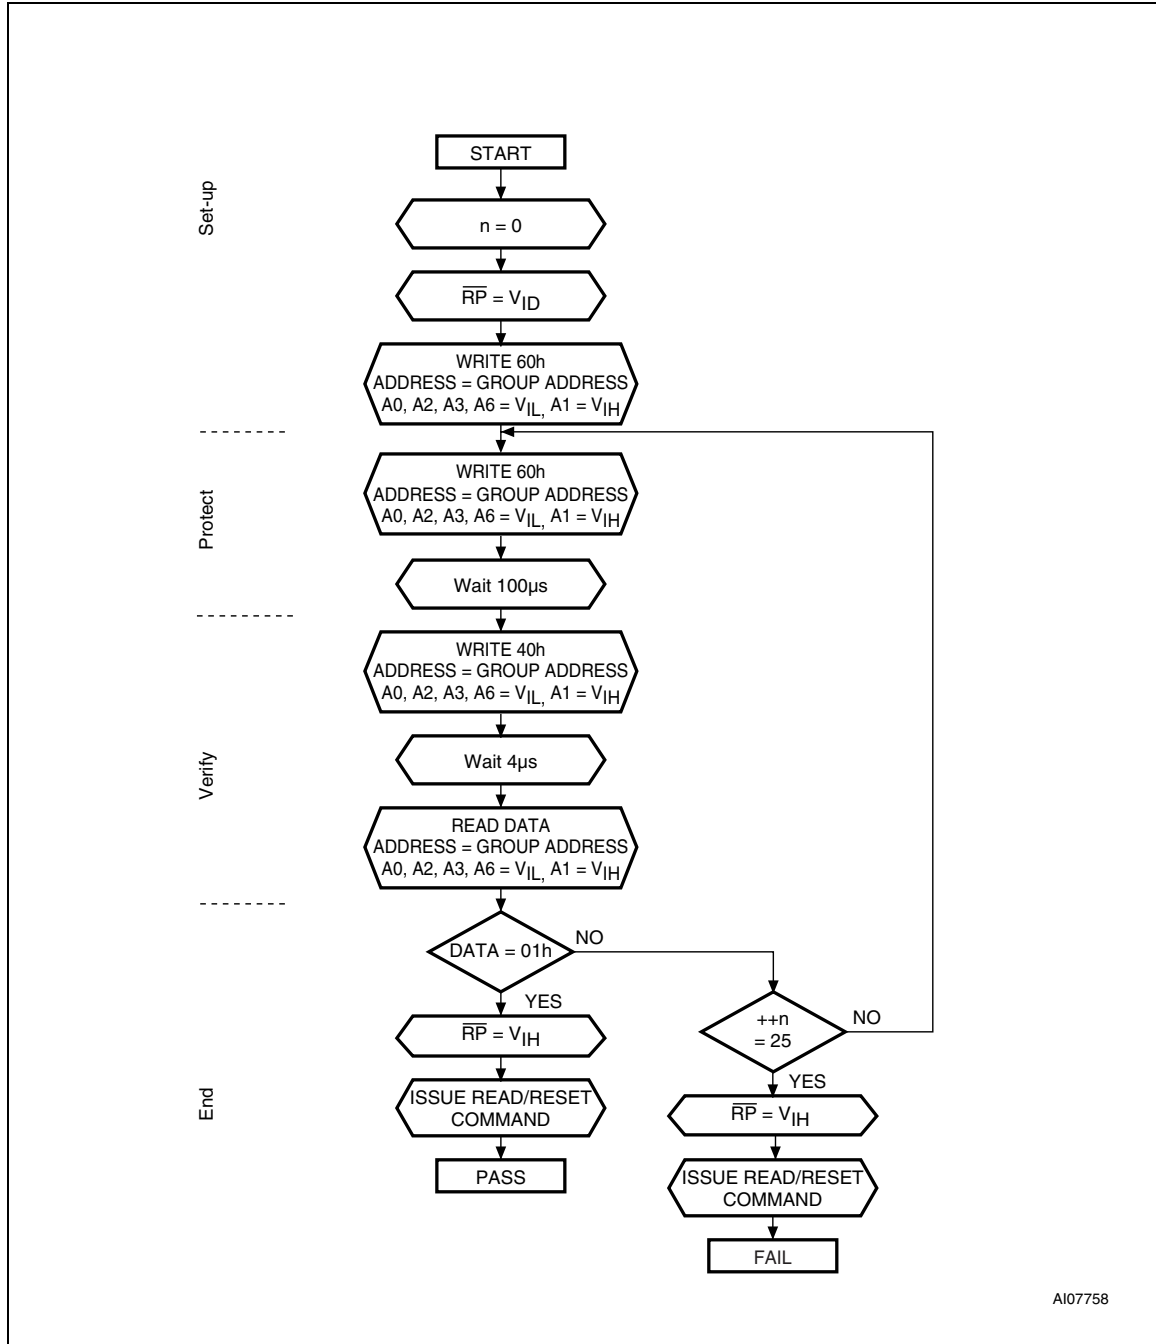 START
Set-up
n = 0
R̅P̅ = VID
WRITE 60h
ADDRESS = GROUP ADDRESS
A0, A2, A3, A6 = VIL, A1 = VIH
Protect
WRITE 60h
ADDRESS = GROUP ADDRESS
A0, A2, A3, A6 = VIL, A1 = VIH
Wait 100µs
Verify
WRITE 40h
ADDRESS = GROUP ADDRESS
A0, A2, A3, A6 = VIL, A1 = VIH
Wait 4µs
READ DATA
ADDRESS = GROUP ADDRESS
A0, A2, A3, A6 = VIL, A1 = VIH
End
DATA = 01h
NO
YES
R̅P̅ = VIH
ISSUE READ/RESET
COMMAND
PASS
++n
= 25
NO
YES
R̅P̅ = VIH
ISSUE READ/RESET
COMMAND
FAIL
AI07758